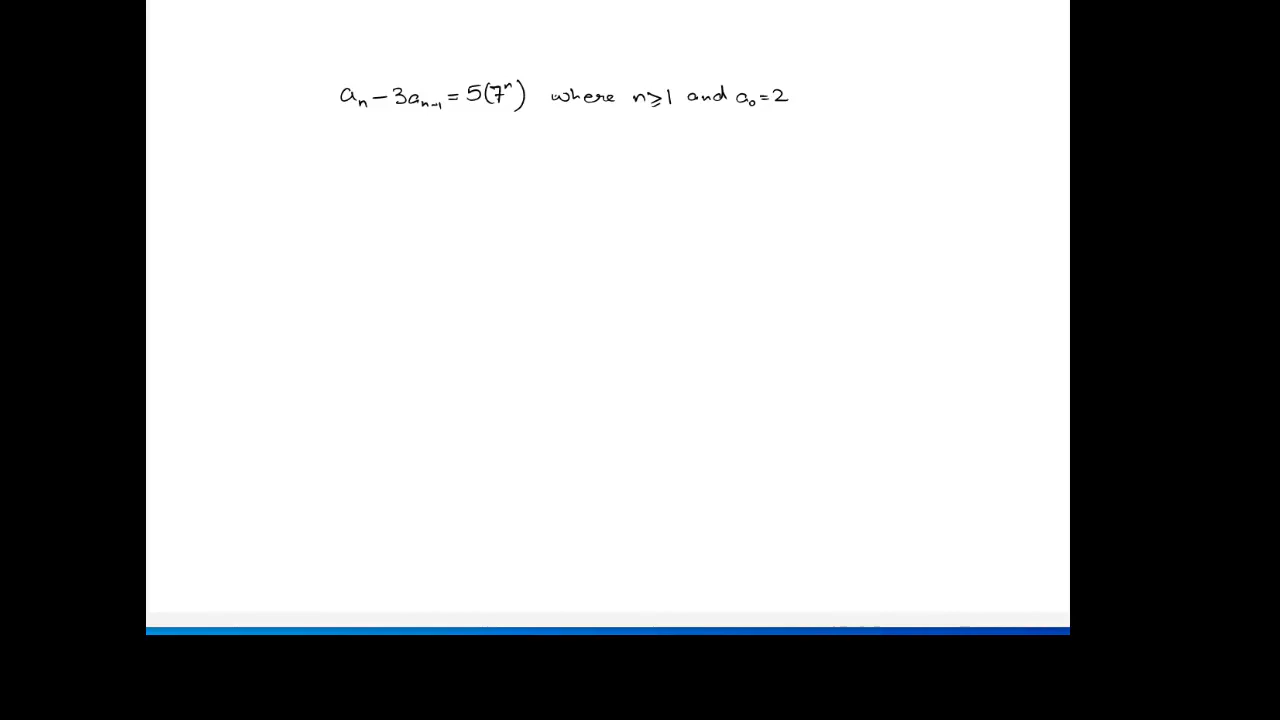 aₙ − 3aₙ₋₁ = 5(7ⁿ) where n ⩾ 1 and a₀ = 2